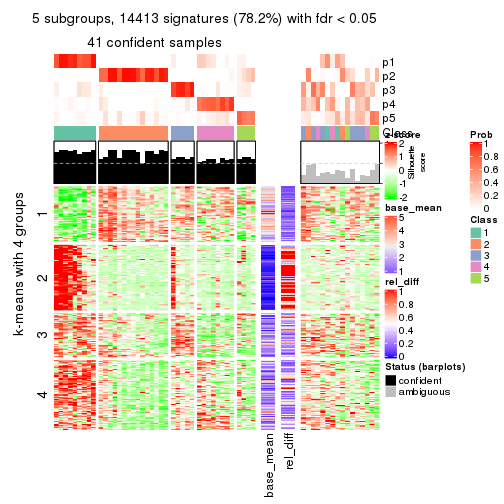 5 subgroups, 14413 signatures (78.2%) with fdr < 0.05
41 confident samples
p1
p2
p3
p4
p5
Class
Silhouette
score
1
2
3
4
k-means with 4 groups
base_mean
rel_diff
z-score
2
1
0
-1
-2
base_mean
5
4
3
2
1
rel_diff
1
0.8
0.6
0.4
0.2
0
Status (barplots)
confident
ambiguous
Prob
1
0.8
0.6
0.4
0.2
0
Class
1
2
3
4
5